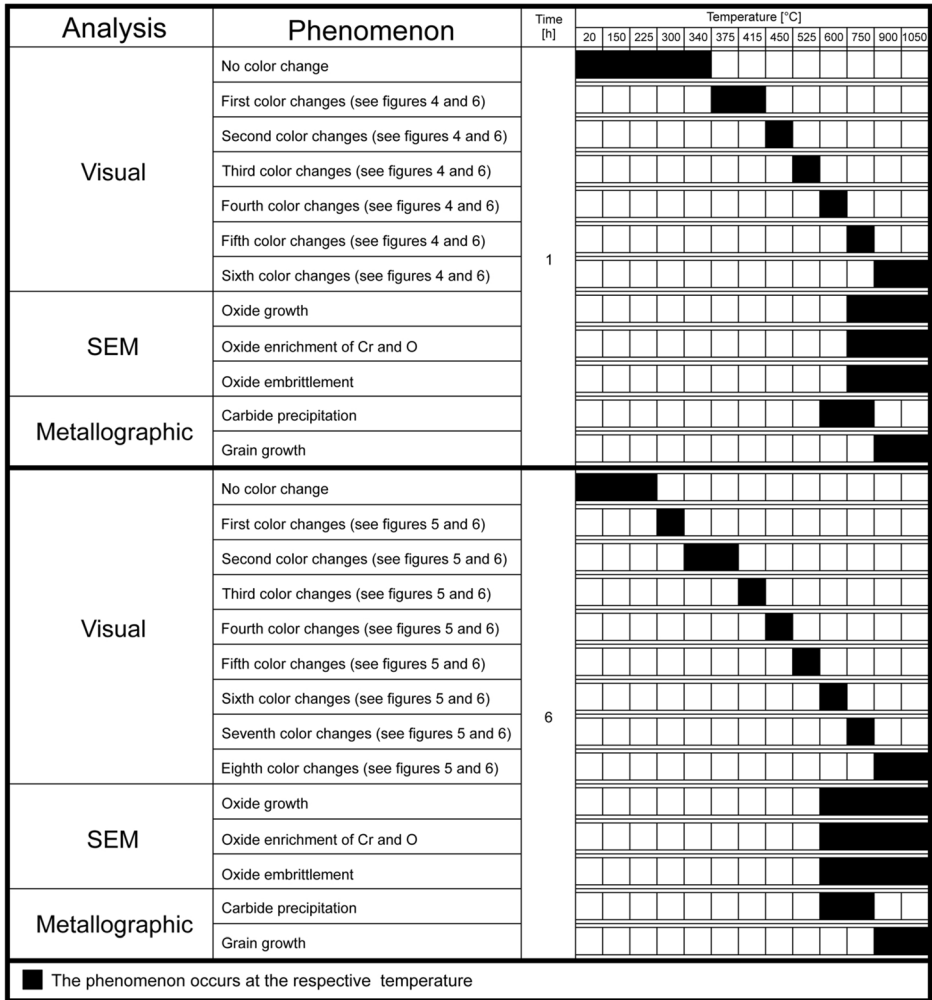 Analysis Phenomenon Time [h] Temperature [°C]
20 150 225 300 340 375 415 450 525 600 750 900 1050
Visual
No color change
First color changes (see figures 4 and 6)
Second color changes (see figures 4 and 6)
Third color changes (see figures 4 and 6)
Fourth color changes (see figures 4 and 6)
Fifth color changes (see figures 4 and 6)
Sixth color changes (see figures 4 and 6)
1
SEM
Oxide growth
Oxide enrichment of Cr and O
Oxide embrittlement
Metallographic
Carbide precipitation
Grain growth
Visual
No color change
First color changes (see figures 5 and 6)
Second color changes (see figures 5 and 6)
Third color changes (see figures 5 and 6)
Fourth color changes (see figures 5 and 6)
Fifth color changes (see figures 5 and 6)
Sixth color changes (see figures 5 and 6)
Seventh color changes (see figures 5 and 6)
Eighth color changes (see figures 5 and 6)
6
SEM
Oxide growth
Oxide enrichment of Cr and O
Oxide embrittlement
Metallographic
Carbide precipitation
Grain growth
The phenomenon occurs at the respective temperature